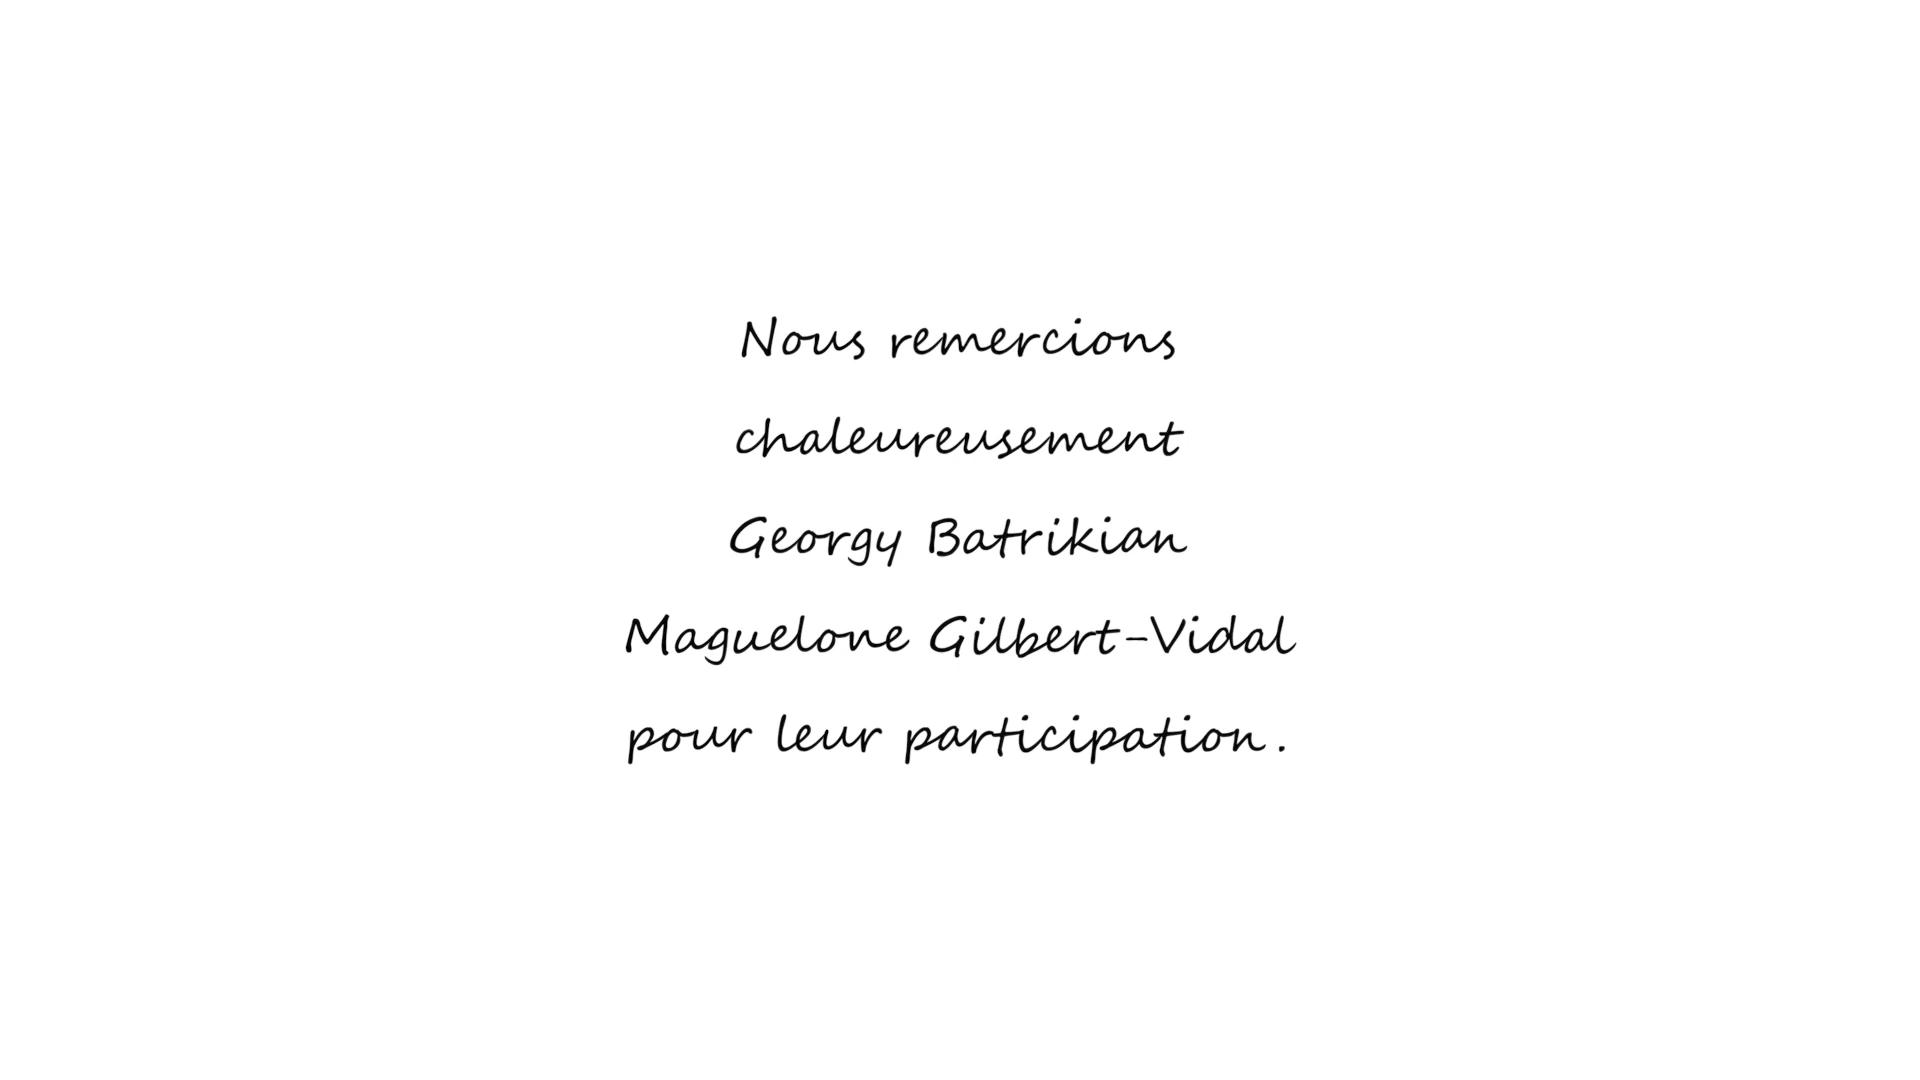 Nous remercions
chaleureusement
Georgy Batrikian
Maguelone Gilbert-Vidal
pour leur participation.